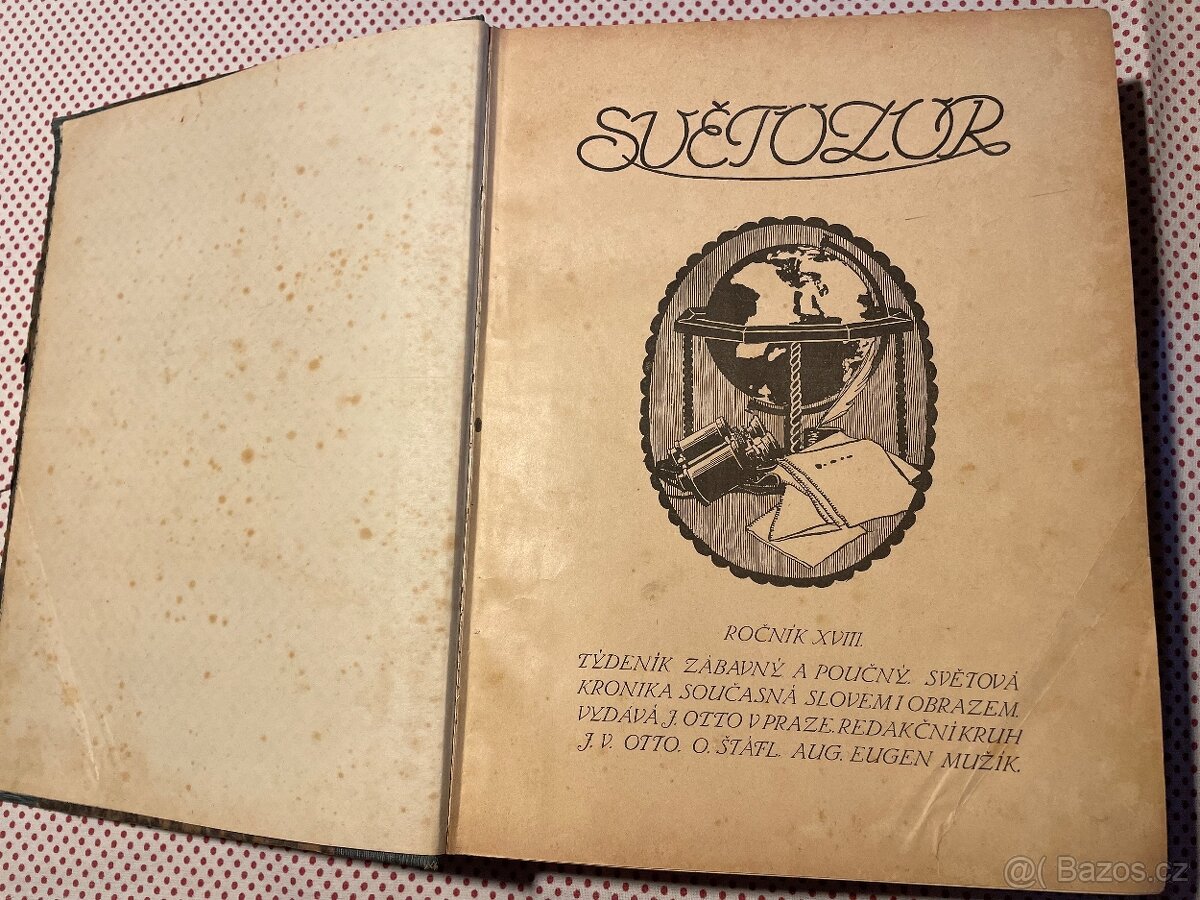 SVĚTOZOR
ROČNÍK XVIII.
TÝDENÍK ZÁBAVNÝ A POUČNÝ. SVĚTOVÁ
KRONIKA SOUČASNÁ SLOVEM I OBRAZEM.
VYDÁVÁ J. OTTO V PRAZE. REDAKČNÍ KRUH
J. V. OTTO. O. ŠTÁFL. AUG. EUGEN MUŽÍK.
Bazos.cz